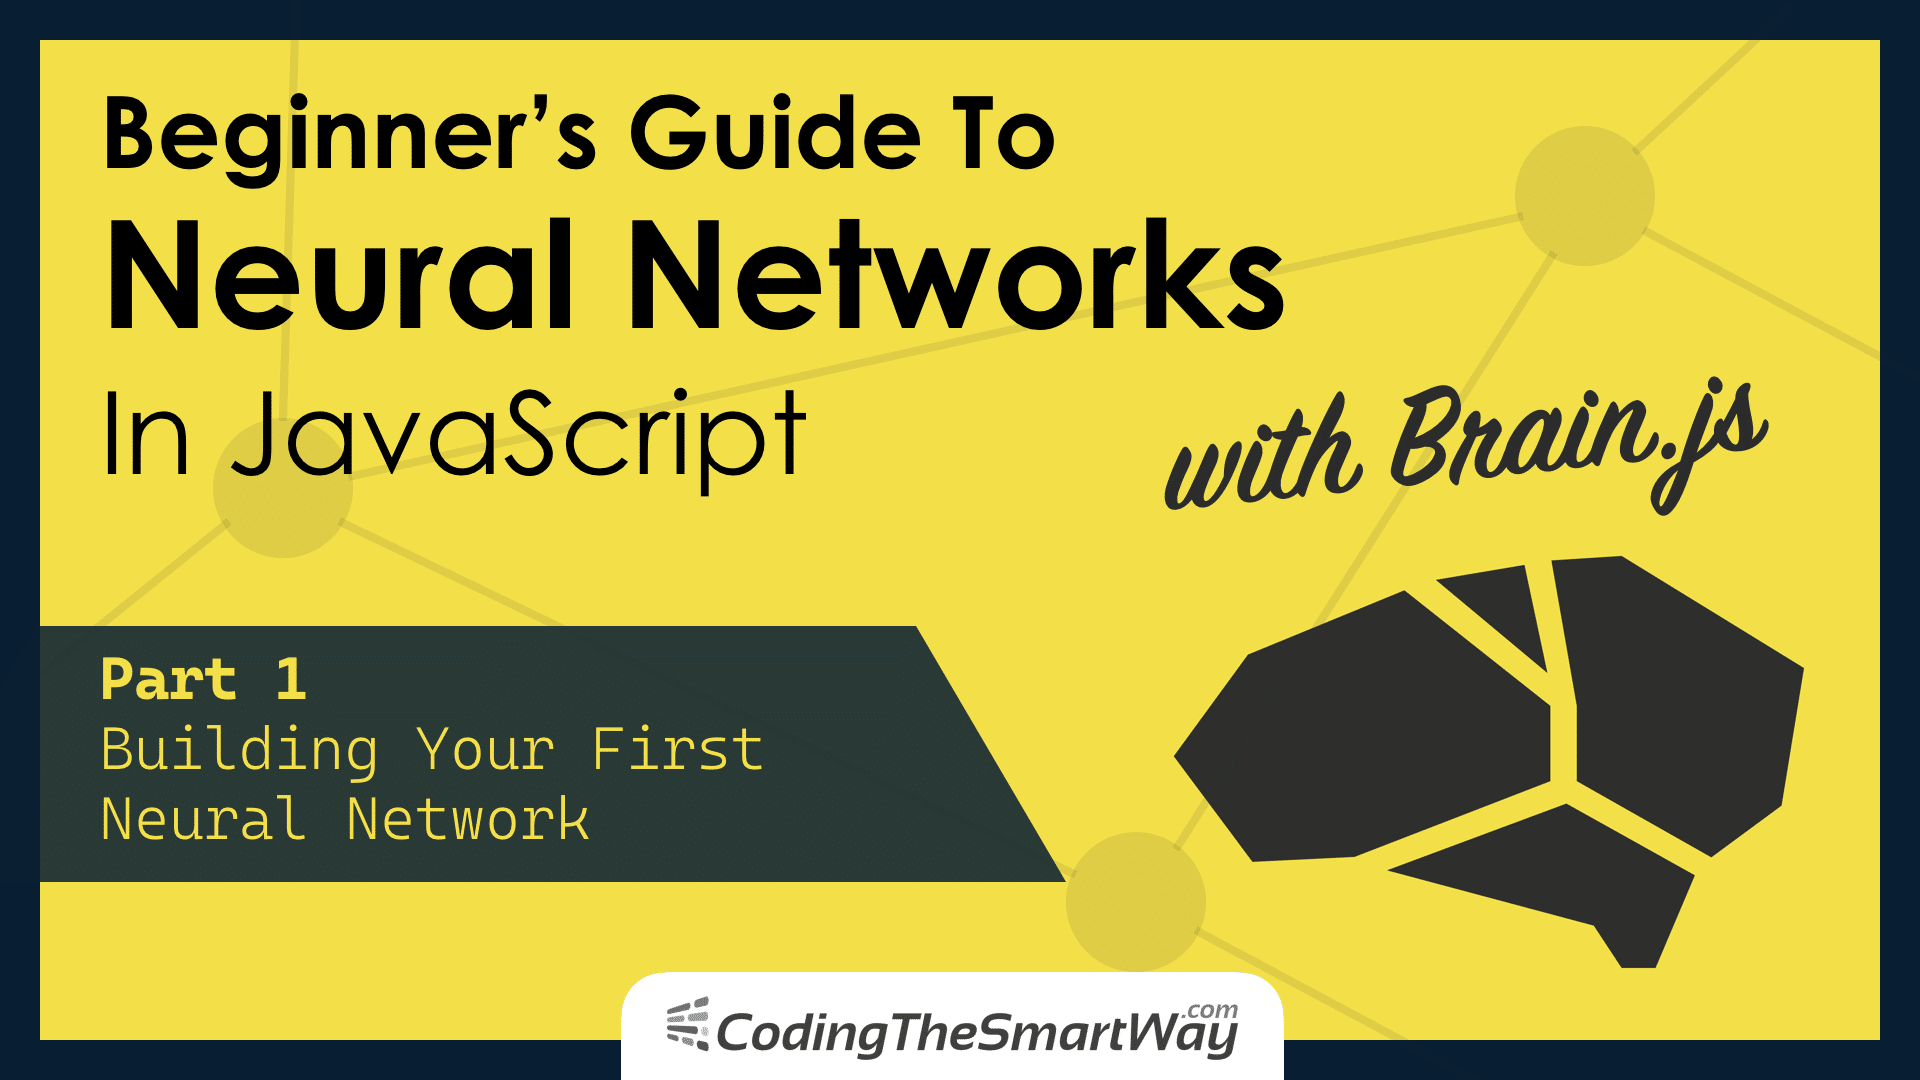 Beginner’s Guide To
Neural Networks
In JavaScript
with Brain.js
Part 1
Building Your First
Neural Network
CodingTheSmartWay.com